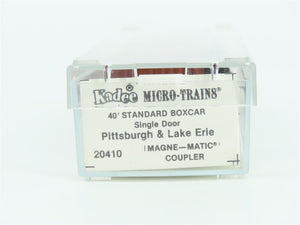 Kadee MICRO-TRAINS®
40' STANDARD BOXCAR
Single Door
Pittsburgh & Lake Erie
20410 (MAGNE—MATIC®
COUPLER